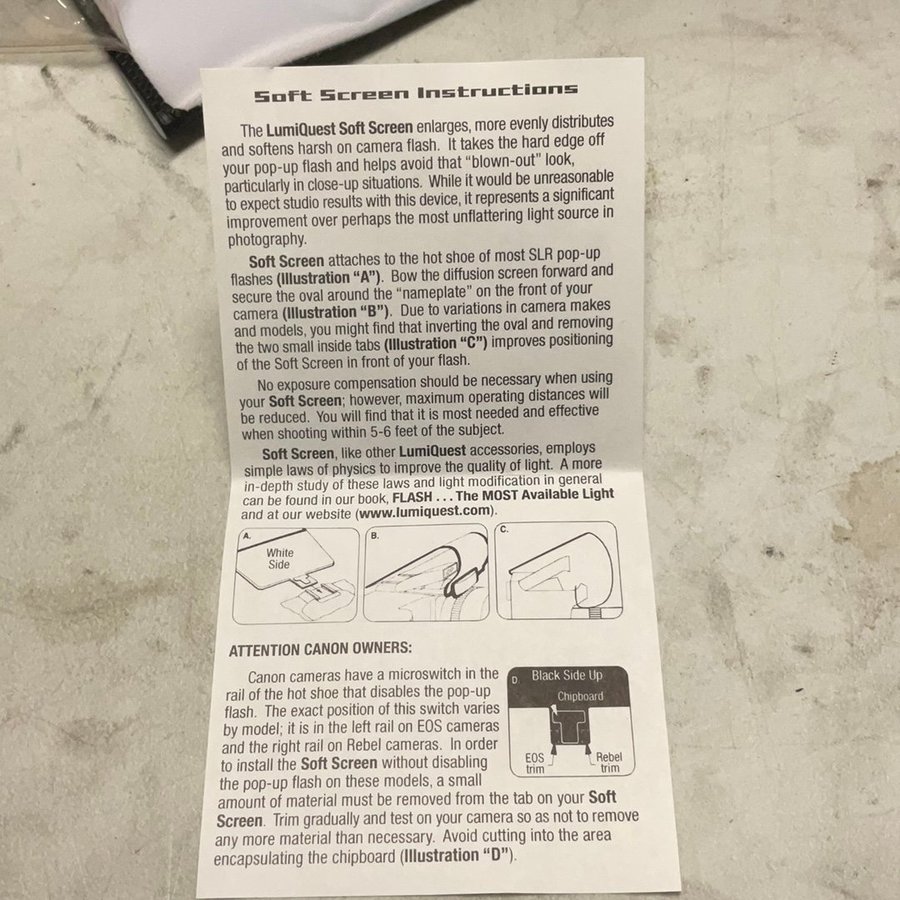 Soft Screen Instructions
The LumiQuest Soft Screen enlarges, more evenly distributes
and softens harsh on camera flash. It takes the hard edge off
your pop-up flash and helps avoid that “blown-out” look,
particularly in close-up situations. While it would be unreasonable
to expect studio results with this device, it represents a significant
improvement over perhaps the most unflattering light source in
photography.
Soft Screen attaches to the hot shoe of most SLR pop-up
flashes (Illustration “A”). Bow the diffusion screen forward and
secure the oval around the “nameplate” on the front of your
camera (Illustration “B”). Due to variations in camera makes
and models, you might find that inverting the oval and removing
the two small inside tabs (Illustration “C”) improves positioning
of the Soft Screen in front of your flash.
No exposure compensation should be necessary when using
your Soft Screen; however, maximum operating distances will
be reduced. You will find that it is most needed and effective
when shooting within 5-6 feet of the subject.
Soft Screen, like other LumiQuest accessories, employs
simple laws of physics to improve the quality of light. A more
in-depth study of these laws and light modification in general
can be found in our book, FLASH . . . The MOST Available Light
and at our website (www.lumiquest.com).
A.
White
Side
B.
C.
ATTENTION CANON OWNERS:
Canon cameras have a microswitch in the
rail of the hot shoe that disables the pop-up
flash. The exact position of this switch varies
by model; it is in the left rail on EOS cameras
and the right rail on Rebel cameras. In order
to install the Soft Screen without disabling
the pop-up flash on these models, a small
amount of material must be removed from the tab on your Soft
Screen. Trim gradually and test on your camera so as not to remove
any more material than necessary. Avoid cutting into the area
encapsulating the chipboard (Illustration “D”).
D. Black Side Up
Chipboard
EOS
trim
Rebel
trim